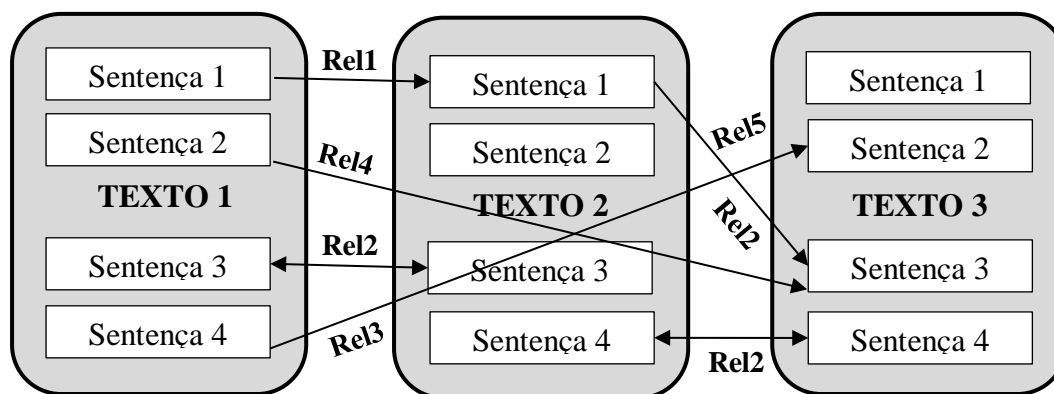 Sentença 1
Sentença 2
TEXTO 1
Sentença 3
Sentença 4
Rel1
Rel4
Rel2
Rel3
Sentença 1
Sentença 2
TEXTO 2
Sentença 3
Sentença 4
Rel5
Rel2
Rel2
Sentença 1
Sentença 2
TEXTO 3
Sentença 3
Sentença 4